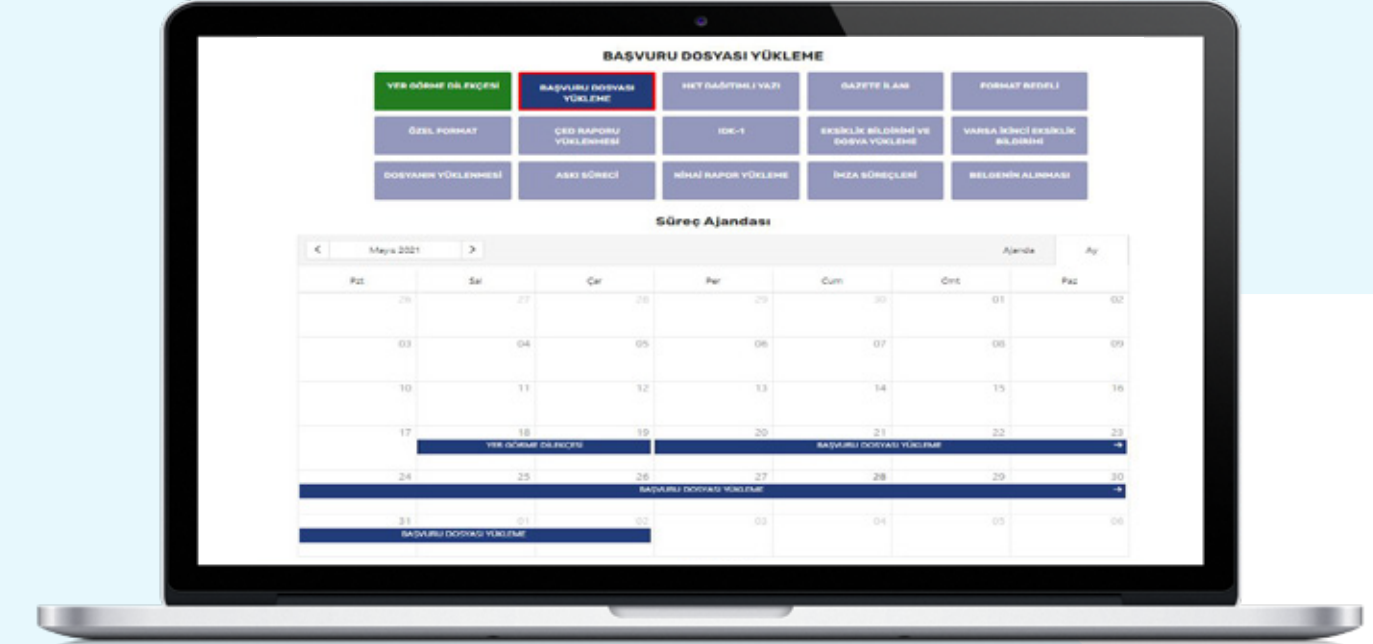 BAŞVURU DOSYASI YÜKLEME
YER GÖRME DİLEKÇESİ
BAŞVURU DOSYASI
YÜKLEME
HKT DAĞITIMLI YAZI
GAZETE İLANI
FORMAT BEDELİ
ÖZEL FORMAT
ÇED RAPORU
YÜKLENMESİ
IDK-1
EKSİKLİK BİLDİRİMİ VE
DOSYA YÜKLEME
VARSA İKİNCİ EKSİKLİK
BİLDİRİMİ
DOSYANIN YÜKLENMESİ
ASKI SÜRECİ
NİHAİ RAPOR YÜKLEME
İMZA SÜREÇLERİ
BELGENİN ALINMASI
Süreç Ajandası
< Mayıs 2021 > Ajanda Ay
Pzt Sal Çar Per Cum Cmt Paz
26 27 28 29 30 01 02
03 04 05 06 07 08 09
10 11 12 13 14 15 16
17 18 19 20 21 22 23
YER GÖRME DİLEKÇESİ BAŞVURU DOSYASI YÜKLEME →
24 25 26 27 28 29 30
BAŞVURU DOSYASI YÜKLEME →
31 01 02 03 04 05 06
BAŞVURU DOSYASI YÜKLEME